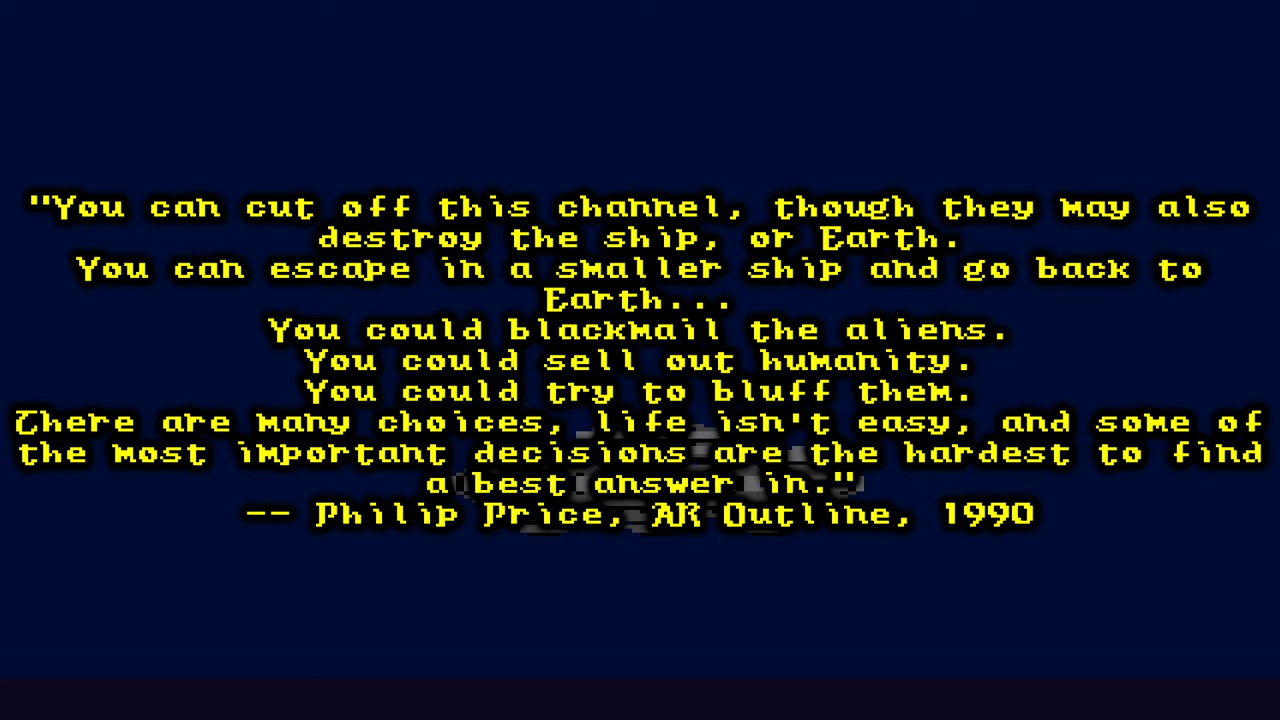 "You can cut off this channel, though they may also
destroy the ship, or Earth.
You can escape in a smaller ship and go back to
Earth...
You could blackmail the aliens.
You could sell out humanity.
You could try to bluff them.
There are many choices, life isn't easy, and some of
the most important decisions are the hardest to find
a best answer in."
-- Philip Price, AR Outline, 1990